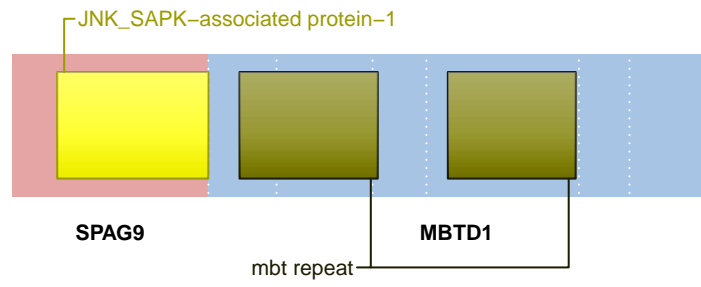 JNK_SAPK−associated protein−1
SPAG9
MBTD1
mbt repeat